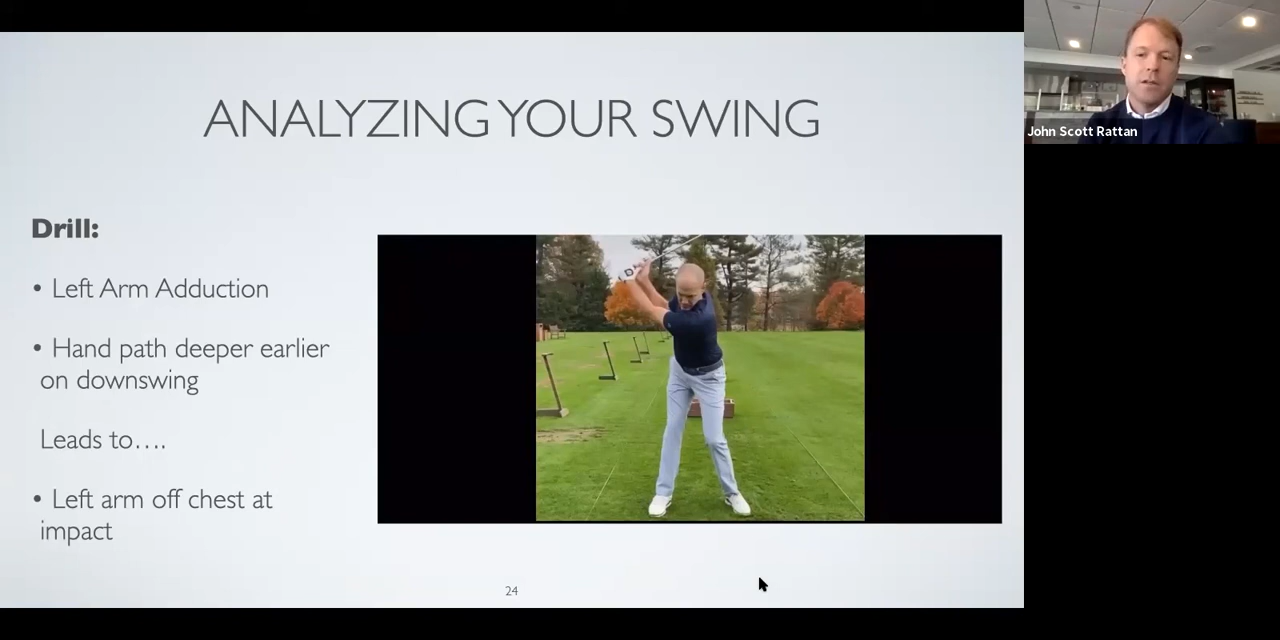 ANALYZING YOUR SWING
John Scott Rattan
Drill:
• Left Arm Adduction
• Hand path deeper earlier
on downswing
Leads to….
• Left arm off chest at
impact
24